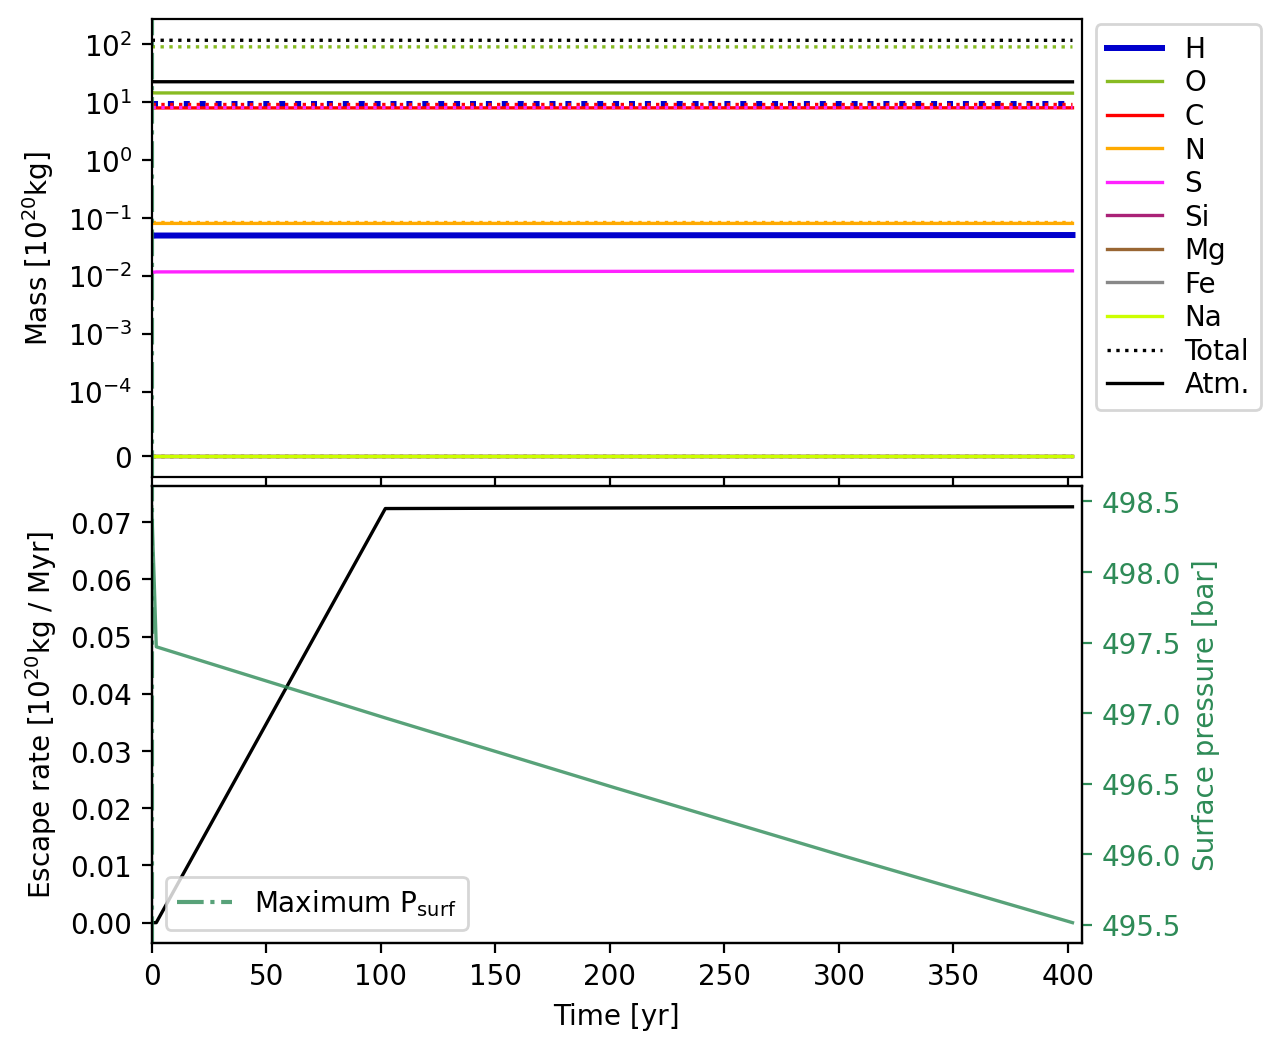 10²
10¹
10⁰
10⁻¹
10⁻²
10⁻³
10⁻⁴
0
Mass [10²⁰kg]
H
O
C
N
S
Si
Mg
Fe
Na
Total
Atm.
0.07
0.06
0.05
0.04
0.03
0.02
0.01
0.00
Escape rate [10²⁰kg / Myr]
498.5
498.0
497.5
497.0
496.5
496.0
495.5
Surface pressure [bar]
Maximum Psurf
0 50 100 150 200 250 300 350 400
Time [yr]